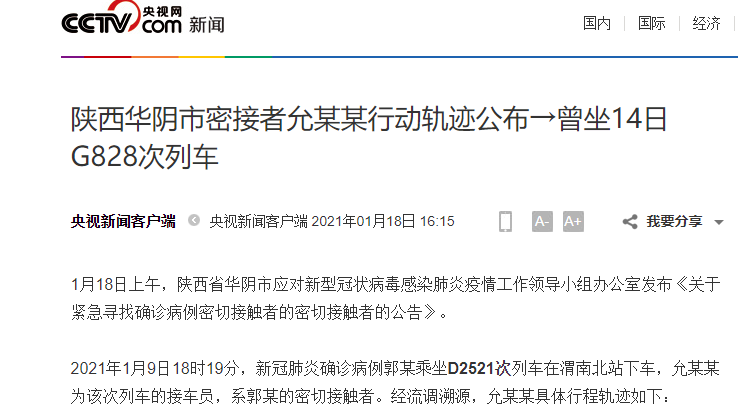 CCTV 央视网
com 新闻
国内 国际 经济
陕西华阴市密接者允某某行动轨迹公布→曾坐14日
G828次列车
央视新闻客户端 央视新闻客户端 2021年01月18日 16:15 A- A+ 我要分享
1月18日上午，陕西省华阴市应对新型冠状病毒感染肺炎疫情工作领导小组办公室发布《关于
紧急寻找确诊病例密切接触者的密切接触者的公告》。
2021年1月9日18时19分，新冠肺炎确诊病例郭某乘坐D2521次列车在渭南北站下车，允某某
为该次列车的接车员，系郭某的密切接触者。经流调溯源，允某某具体行程轨迹如下：